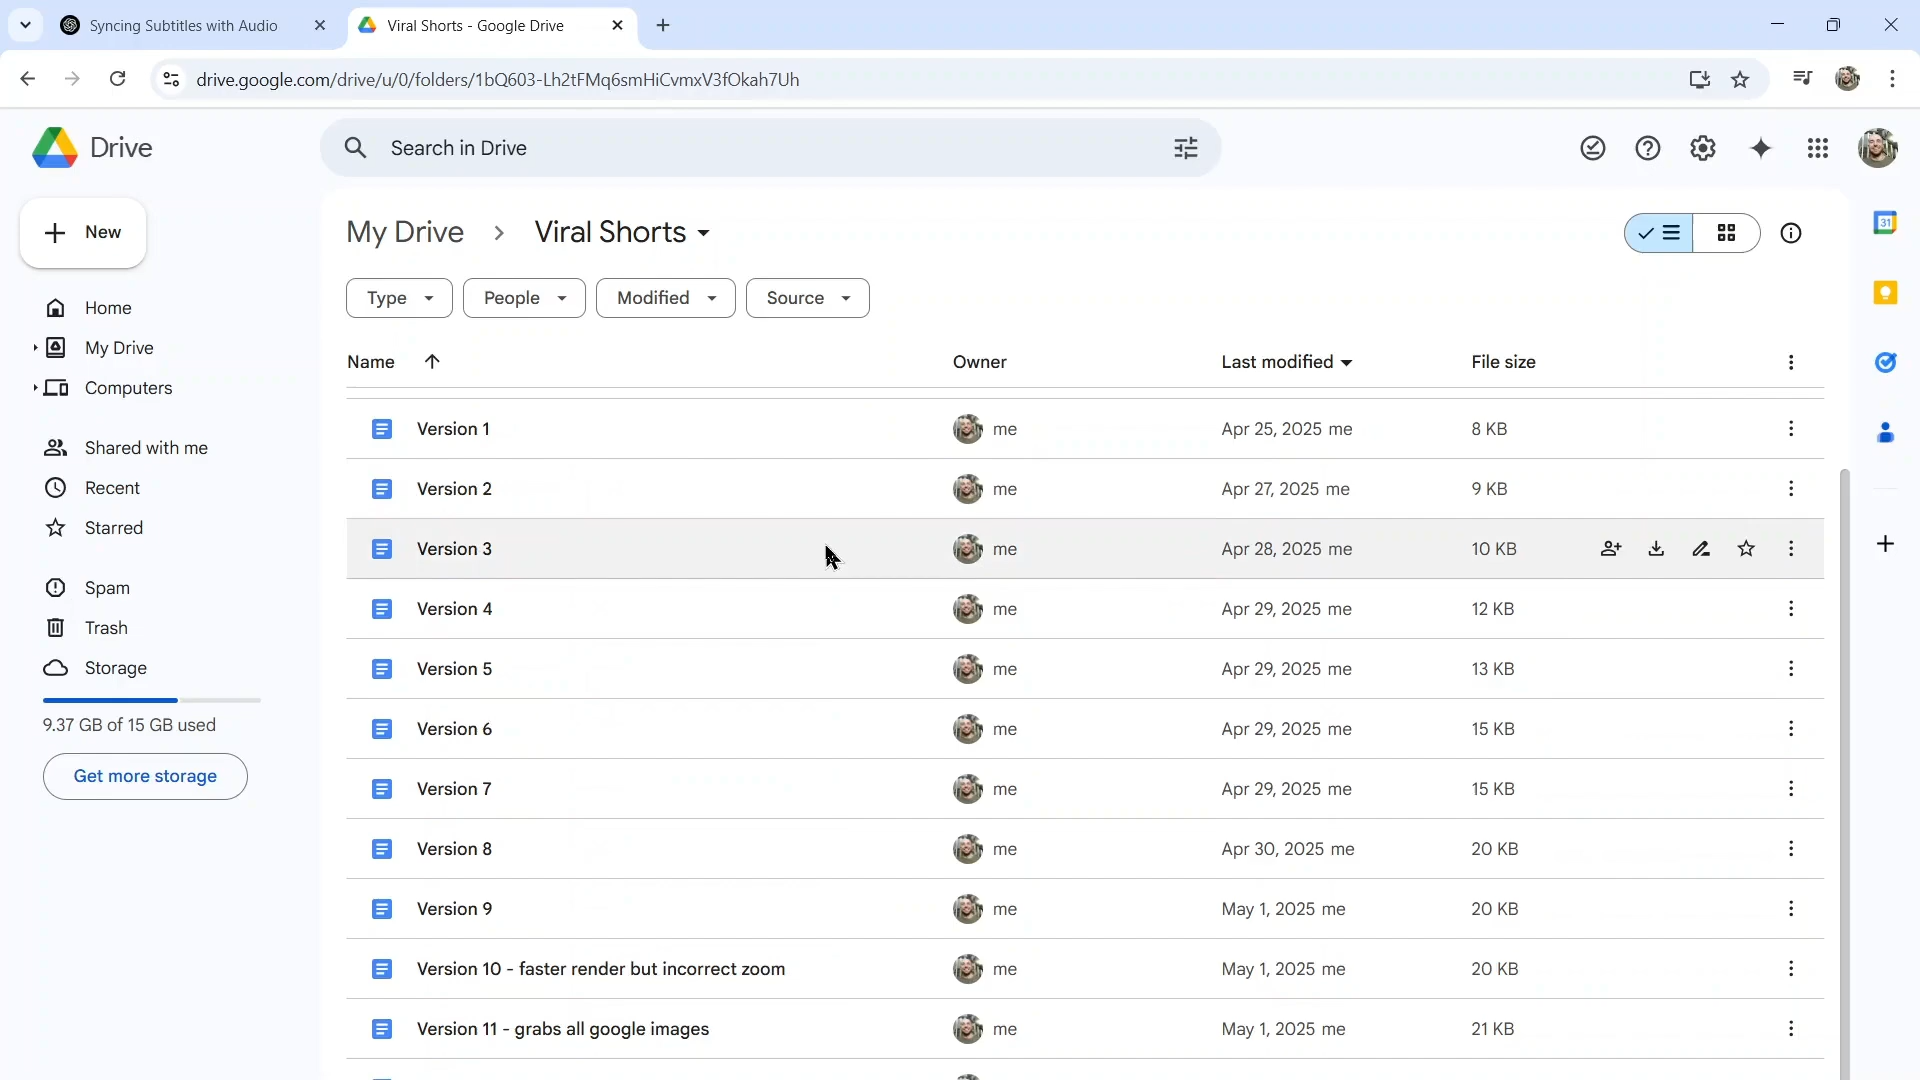 Syncing Subtitles with Audio
Viral Shorts - Google Drive
drive.google.com/drive/u/0/folders/1bQ603-Lh2tFMq6smHiCvmxV3fOkah7Uh
Drive
Search in Drive
New
My Drive
Viral Shorts
31
Type
People
Modified
Source
Home
My Drive
Computers
Shared with me
Recent
Starred
Spam
Trash
Storage
9.37 GB of 15 GB used
Get more storage
Name Owner Last modified File size
Version 1 me Apr 25, 2025 me 8 KB
Version 2 me Apr 27, 2025 me 9 KB
Version 3 me Apr 28, 2025 me 10 KB
Version 4 me Apr 29, 2025 me 12 KB
Version 5 me Apr 29, 2025 me 13 KB
Version 6 me Apr 29, 2025 me 15 KB
Version 7 me Apr 29, 2025 me 15 KB
Version 8 me Apr 30, 2025 me 20 KB
Version 9 me May 1, 2025 me 20 KB
Version 10 - faster render but incorrect zoom me May 1, 2025 me 20 KB
Version 11 - grabs all google images me May 1, 2025 me 21 KB